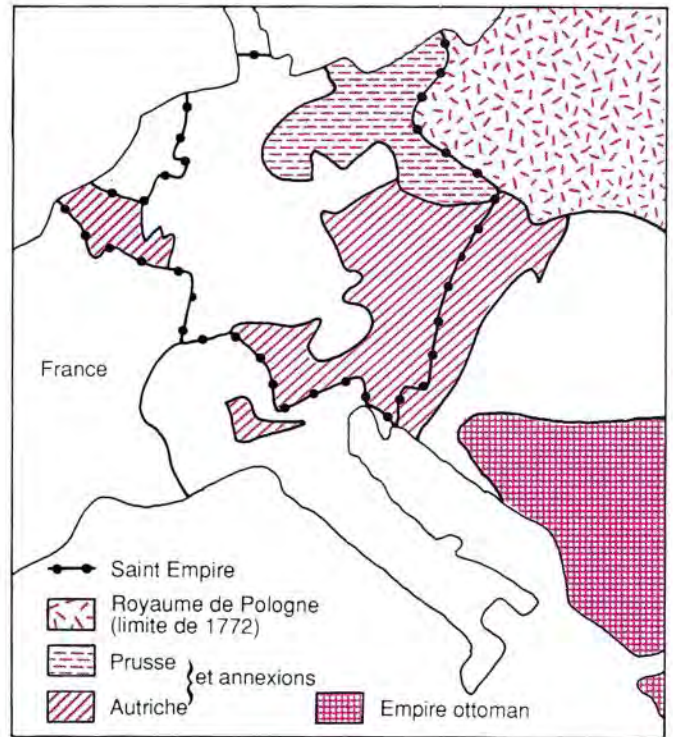 France
Saint Empire
Royaume de Pologne
(limite de 1772)
Prusse
et annexions
Autriche
Empire ottoman